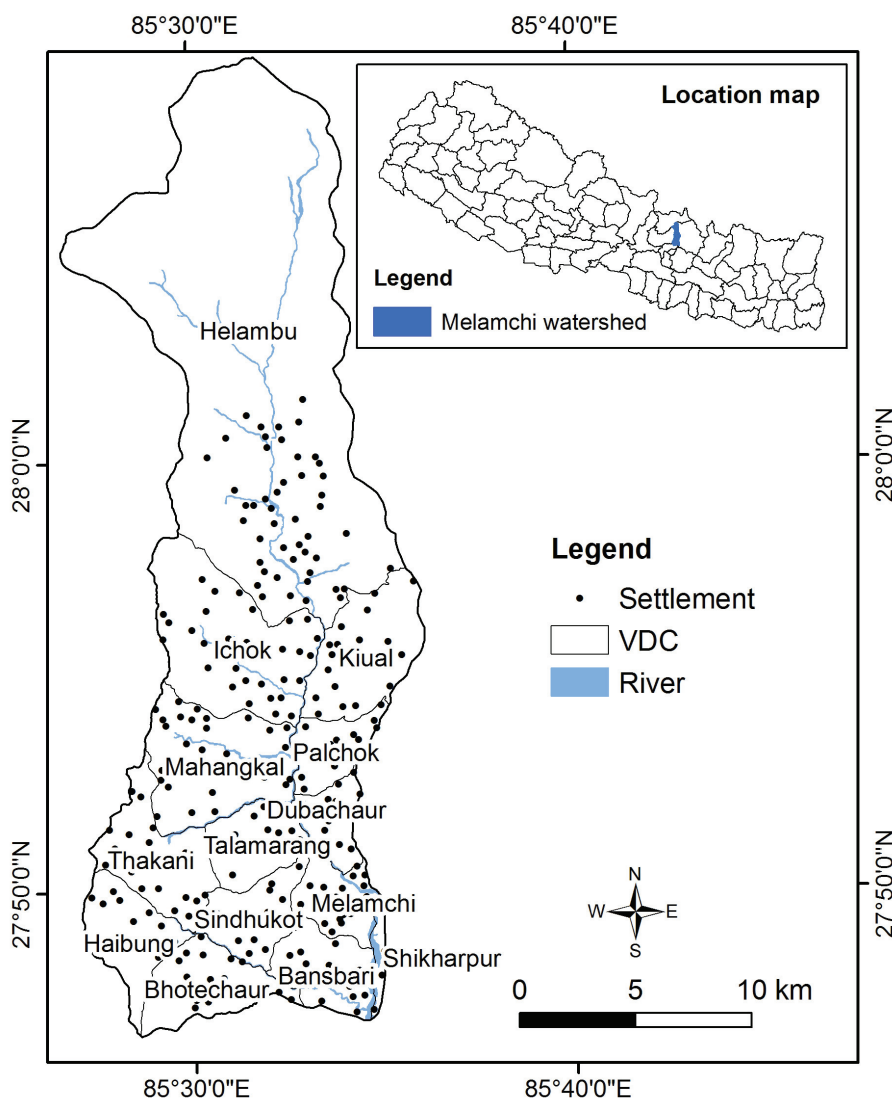 85°30'0"E
85°40'0"E
Location map
Legend
Melamchi watershed
Helambu
28°0'0"N
28°0'0"N
Legend
Settlement
VDC
River
Ichok
Kiual
Palchok
Mahangkal
Dubachaur
Talamarang
Thakani
27°50'0"N
27°50'0"N
Melamchi
Sindhukot
Haibung
Shikharpur
Bansbari
Bhotechaur
N
W
E
S
0 5 10 km
85°30'0"E
85°40'0"E